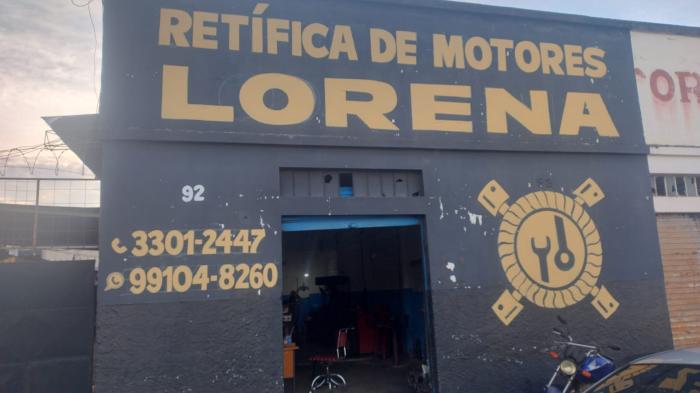 RETÍFICA DE MOTORES
LORENA
92
3301-2447
99104-8260